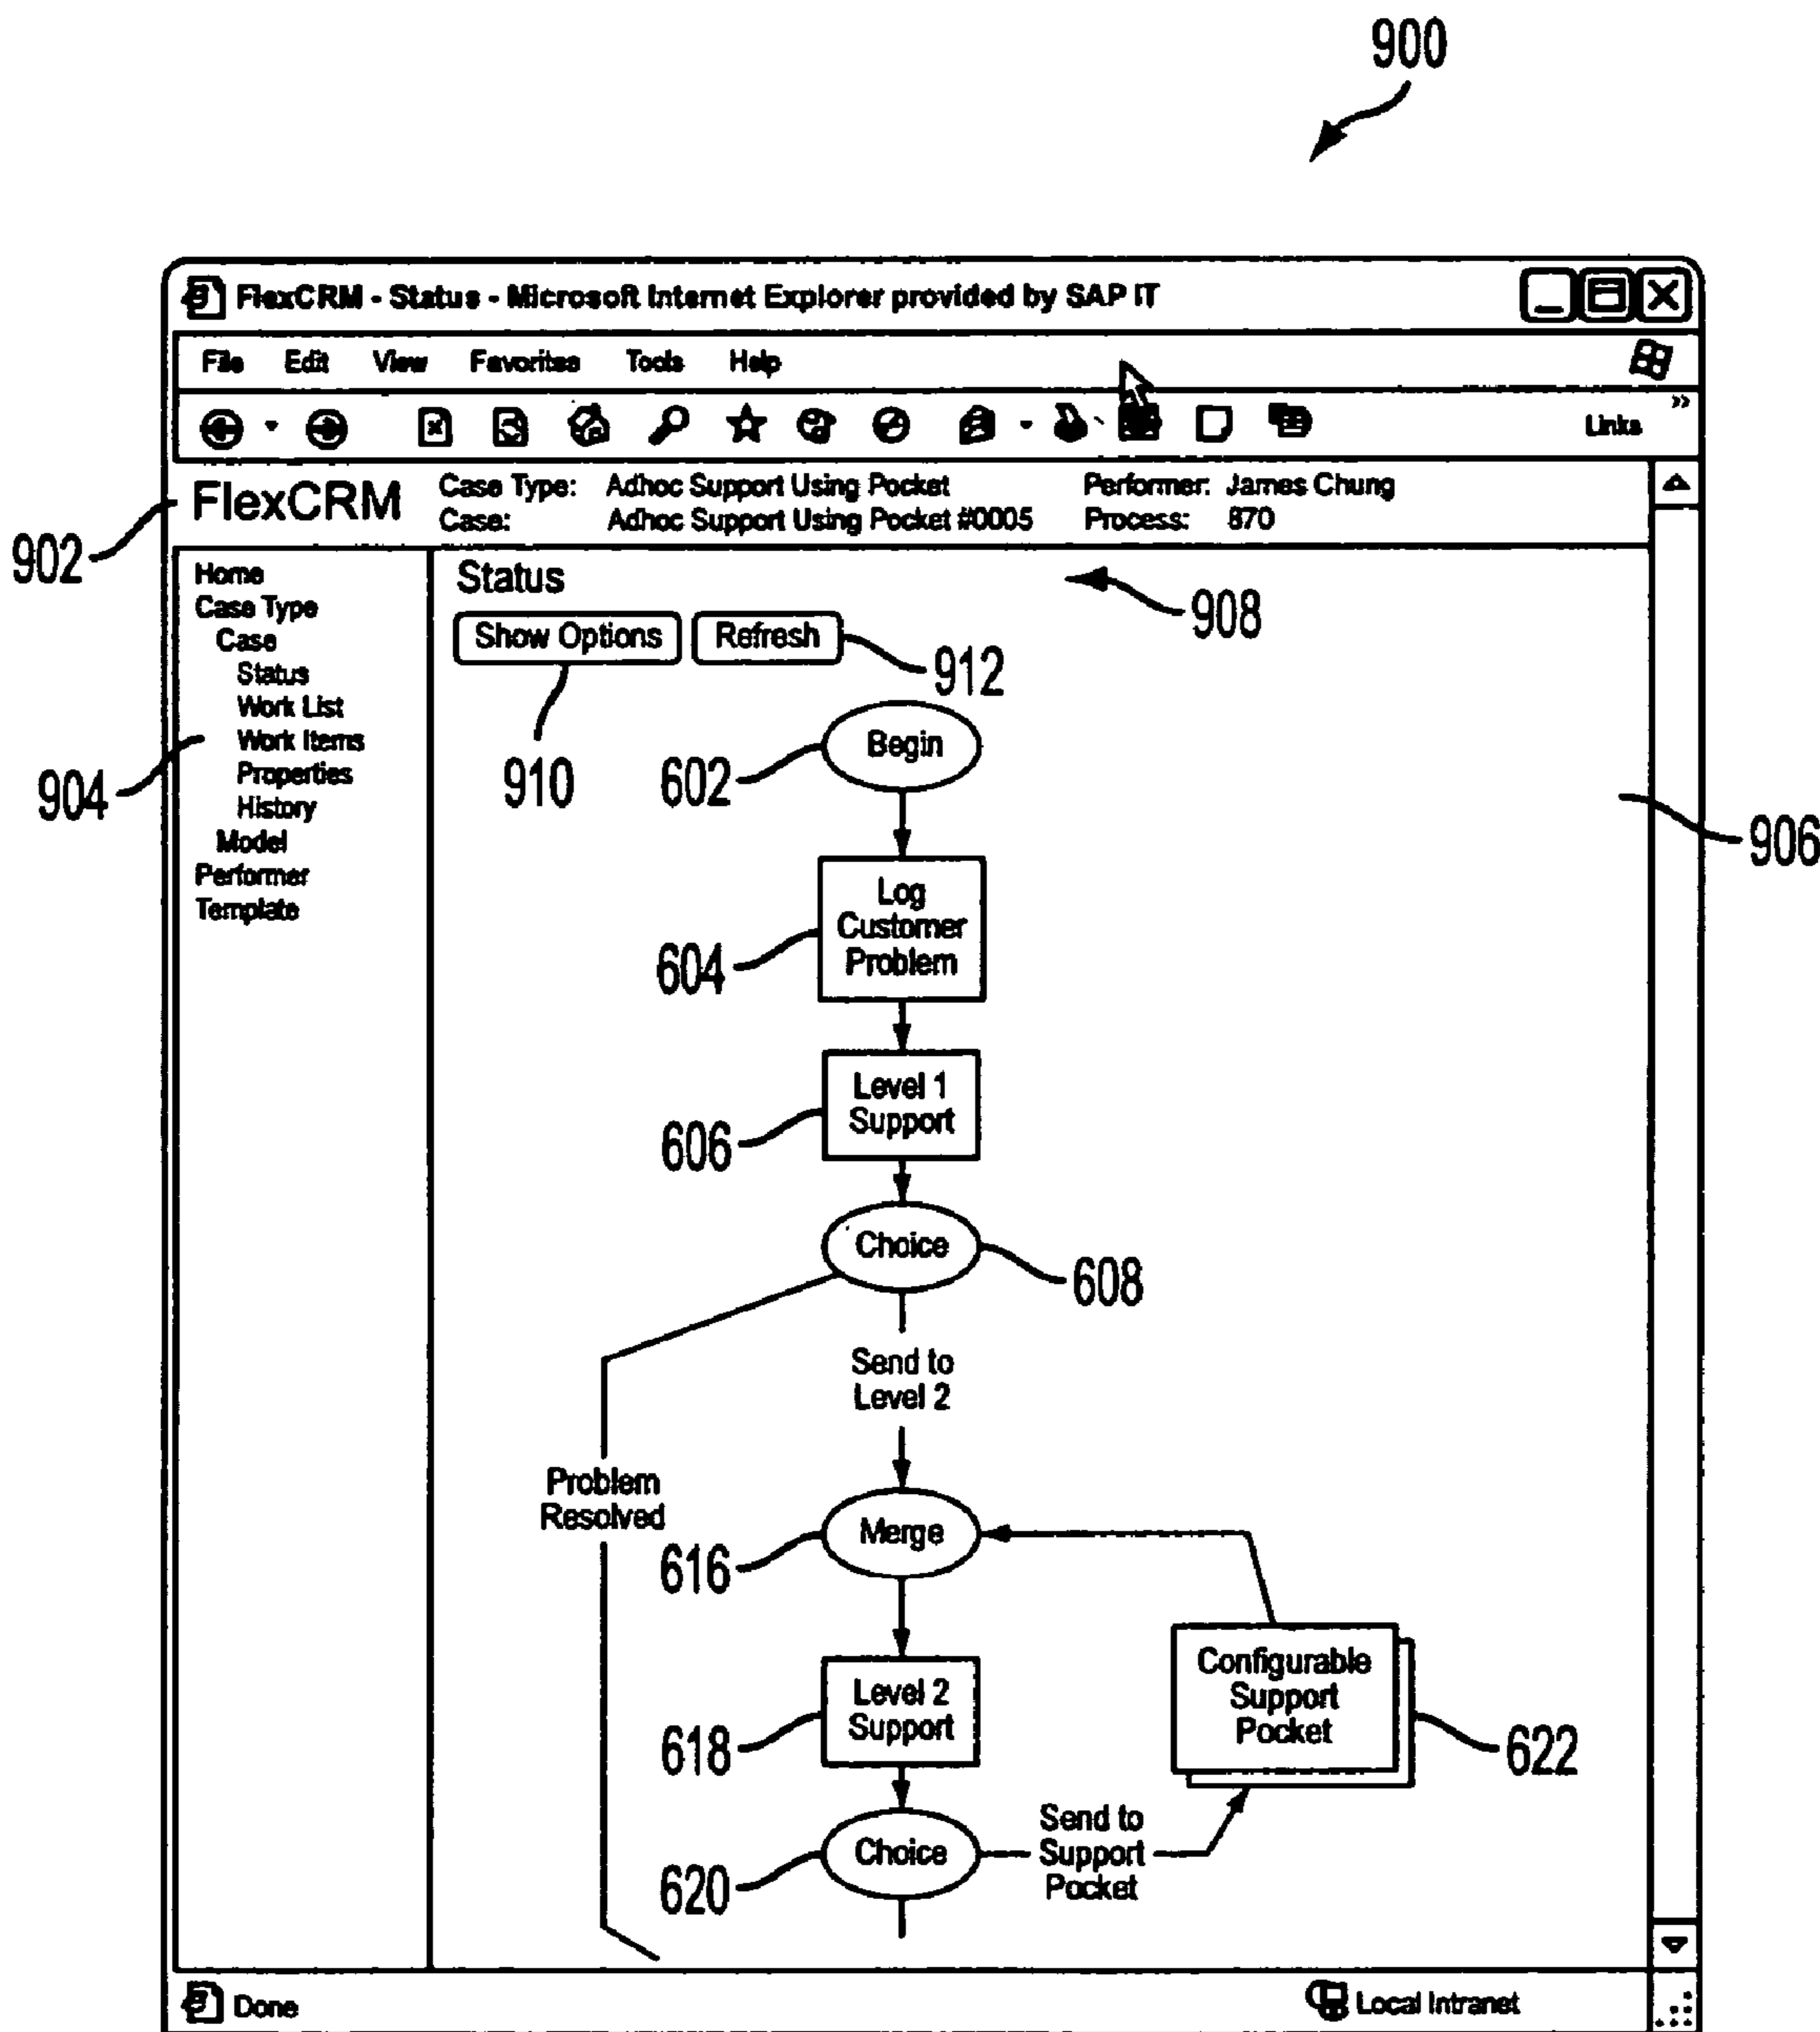 900
FlexCRM - Status - Microsoft Internet Explorer provided by SAP IT
File Edit View Favorites Tools Help
Links »
FlexCRM
Case Type: Adhoc Support Using Pocket Performer: James Chung
Case: Adhoc Support Using Pocket #0005 Process: 870
902
Home
Case Type
Case
Status
Work List
Work Items
Properties
History
Model
Performer
Template
904
Status
908
Show Options Refresh
910
912
906
Begin
602
Log
Customer
Problem
604
Level 1
Support
606
Choice
608
Send to
Level 2
Problem
Resolved
Merge
616
Level 2
Support
618
Configurable
Support
Pocket
622
Choice
620
Send to
Support
Pocket
Done Local Intranet